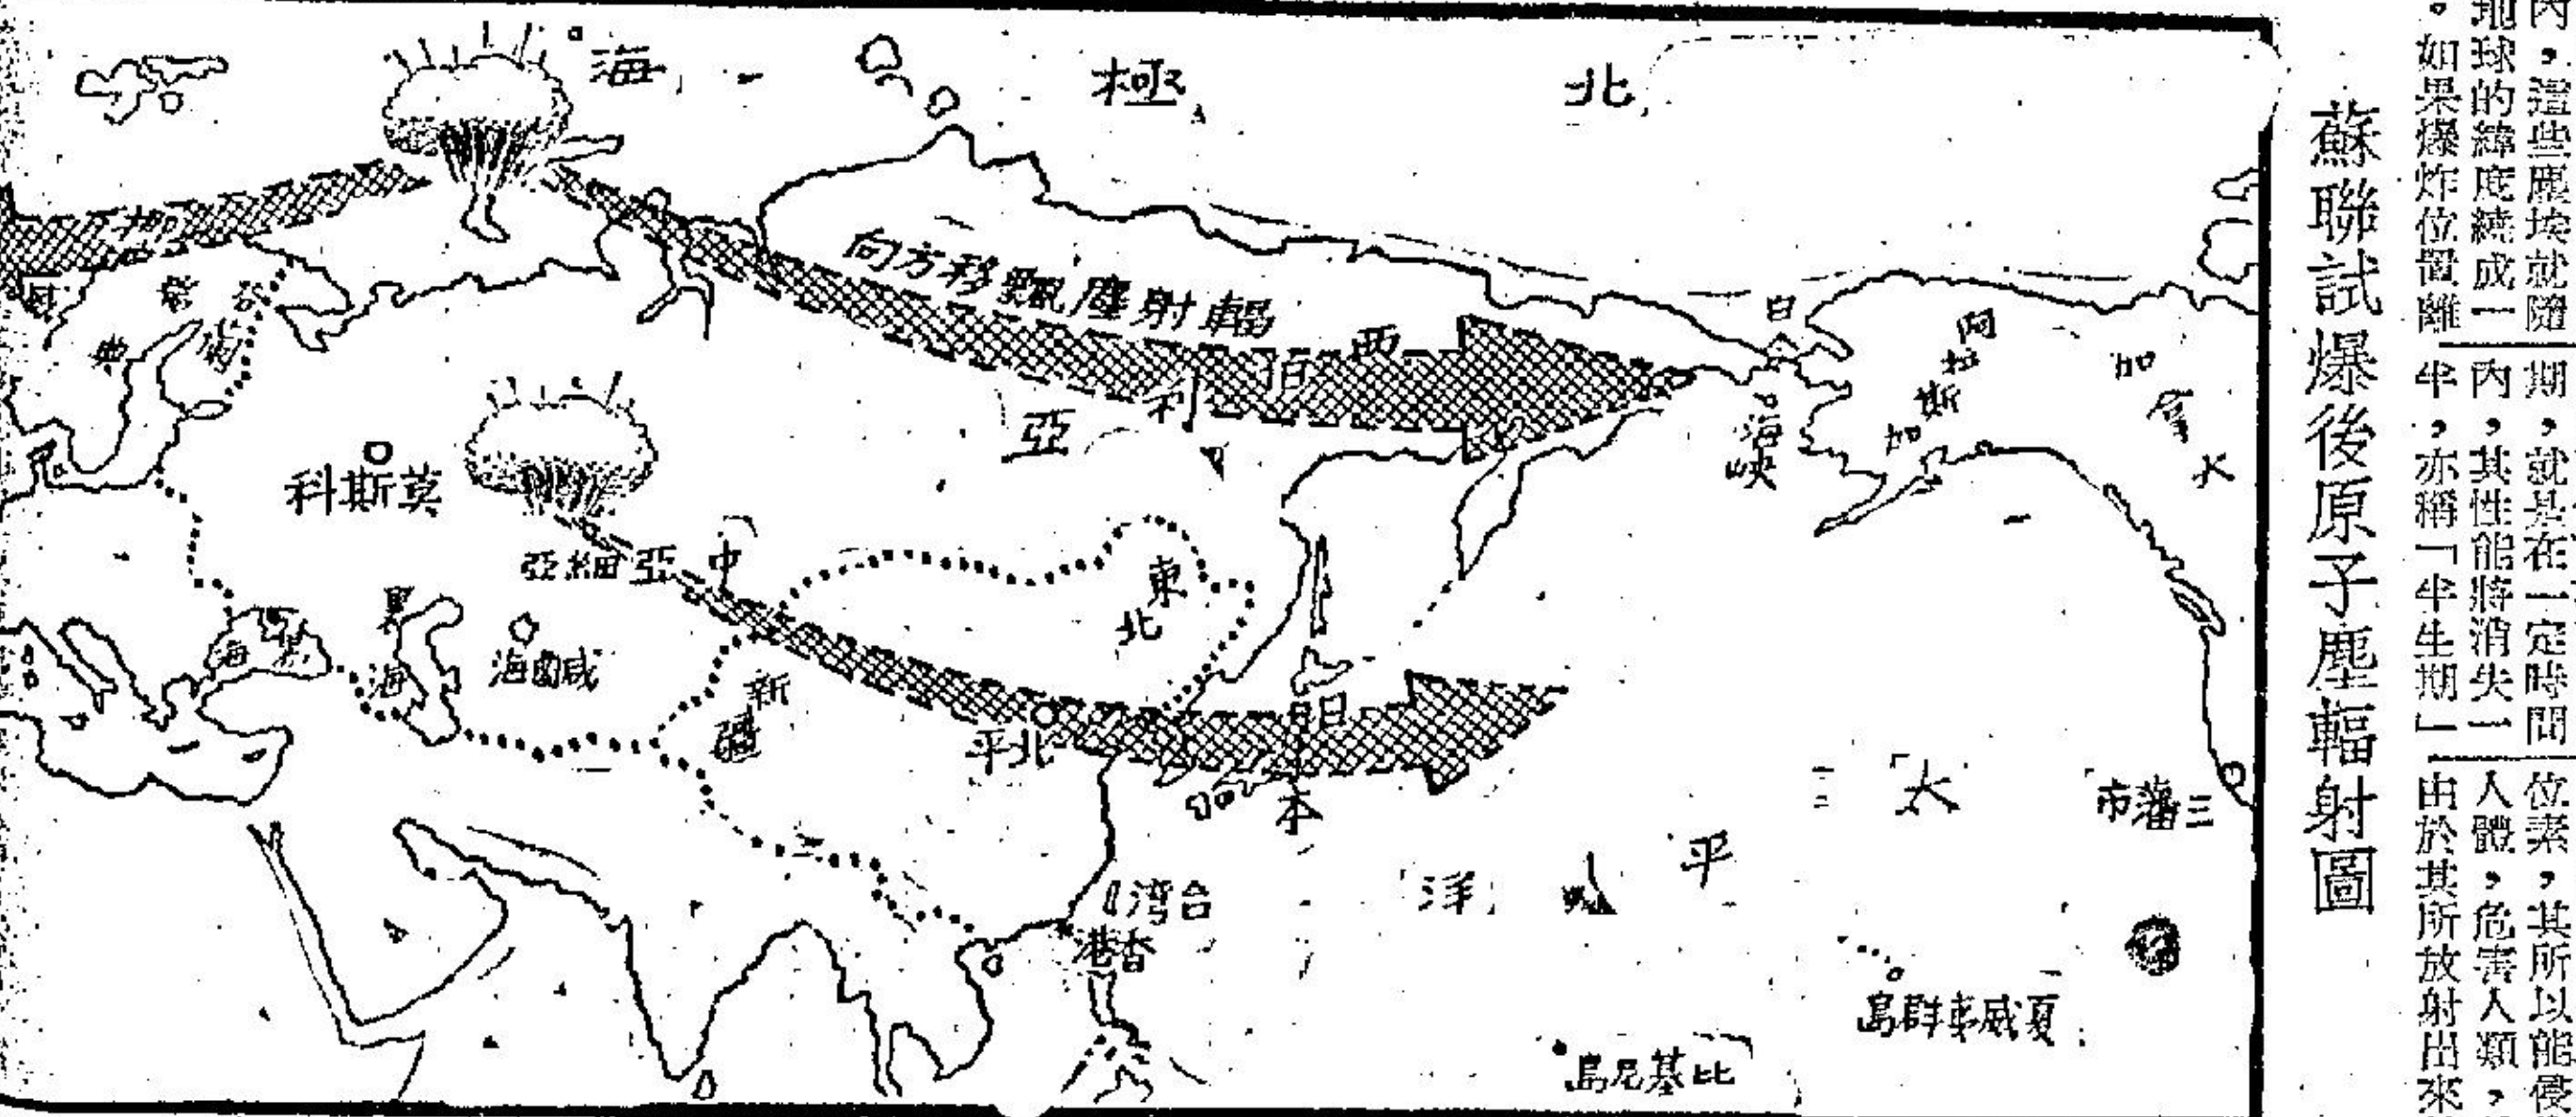 內，這些塵埃就隨
地球的緯度繞成一
。如果爆炸位置離
期，就是在一定時間
內，其性能將消失一
半，亦稱「半生期」
位素，其所以能侵
人體，危害人類，
由於其所放射出來
蘇聯試爆後原子塵輻射圖
北極海
輻射塵飄移方向
西伯利亞
白
海峽
阿拉斯加
加拿大
芬蘭
典
莫斯科
中亞細亞
黑海
裏海
鹹海
新疆
東北
北平
日本
台灣
香港
太平洋
三藩市
夏威夷群島
比基尼島